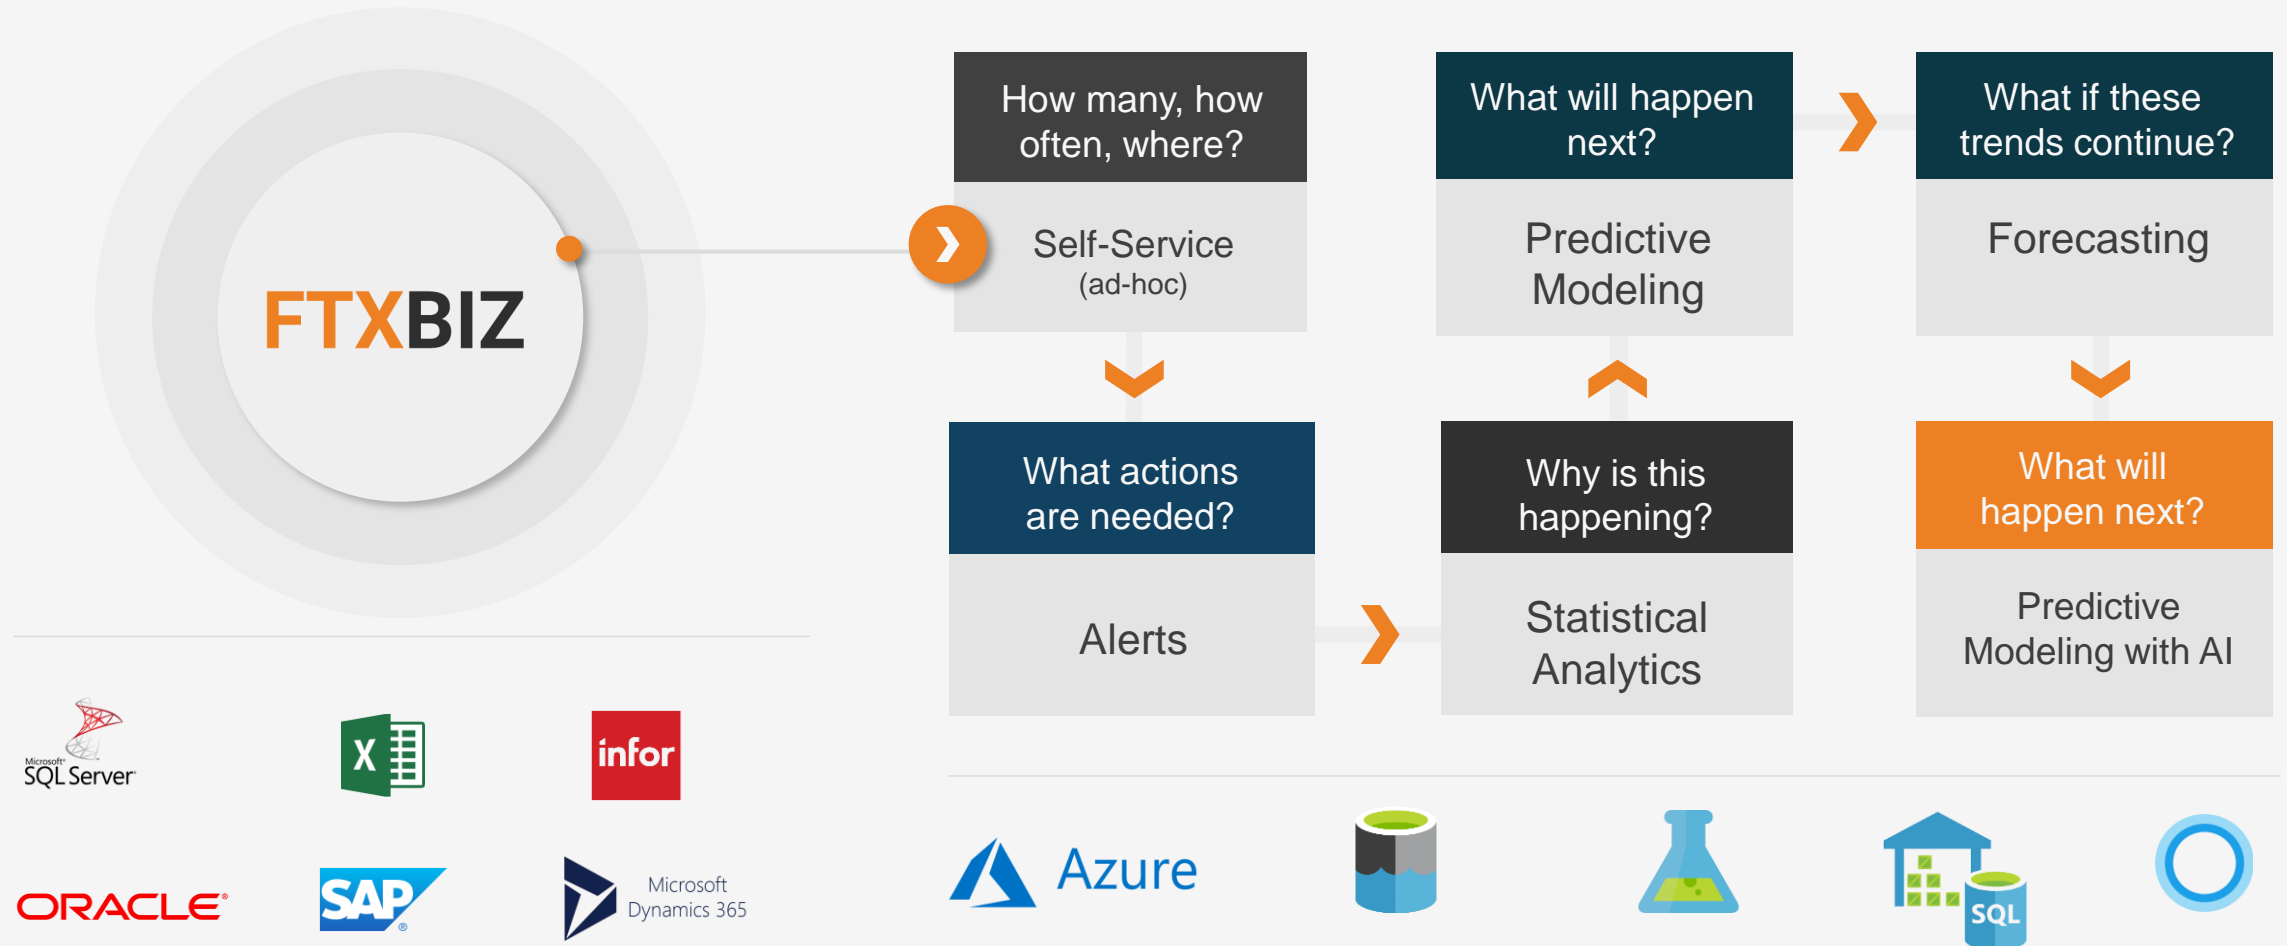 FTXBIZ
How many, how
often, where?
Self-Service
(ad-hoc)
What actions
are needed?
Alerts
Why is this
happening?
Statistical
Analytics
What will happen
next?
Predictive
Modeling
What if these
trends continue?
Forecasting
What will
happen next?
Predictive
Modeling with AI
Microsoft®
SQL Server®
X
infor
ORACLE®
SAP®
Microsoft
Dynamics 365
Azure
SQL